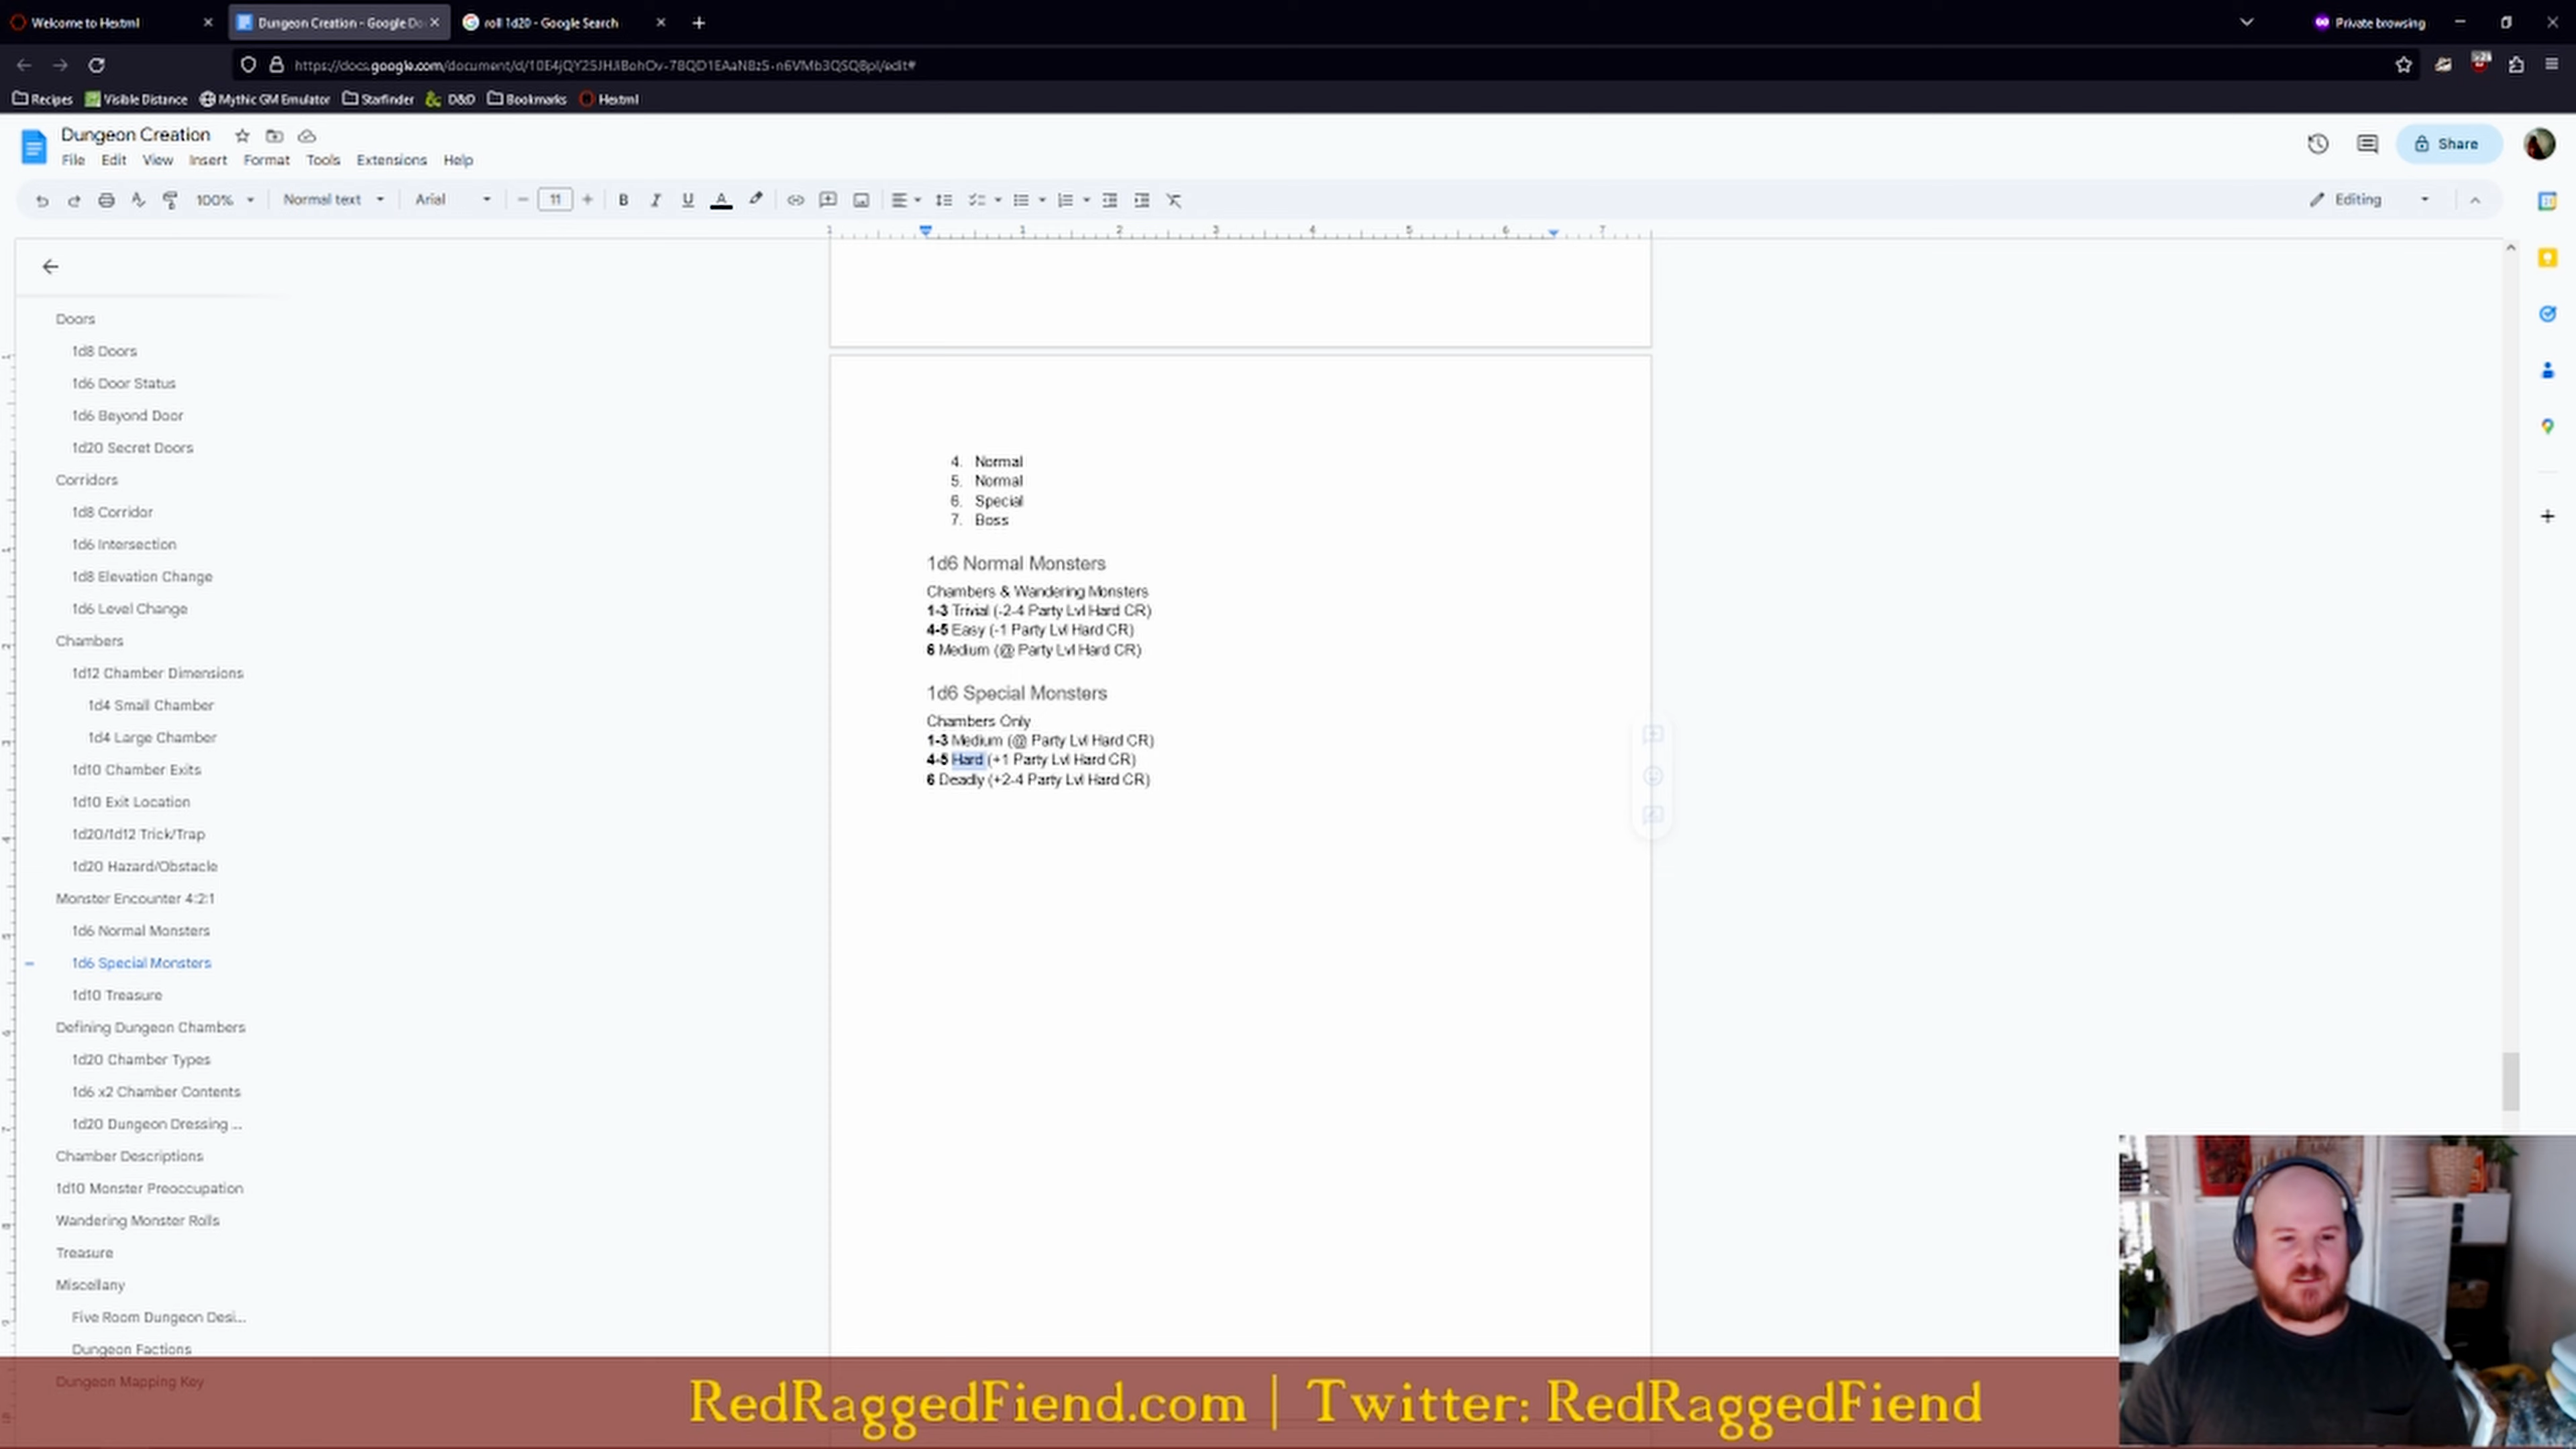 Welcome to Hextml
Dungeon Creation - Google Do
roll 1d20 - Google Search
Private browsing
https://docs.google.com/document/d/
Recipes
Visible Distance
Mythic GM Emulator
Starfinder
D&D
Bookmarks
Hextml
Dungeon Creation
File Edit View Insert Format Tools Extensions Help
Share
100%
Normal text
Arial
11
Editing
Doors
1d8 Doors
1d6 Door Status
1d6 Beyond Door
1d20 Secret Doors
Corridors
1d8 Corridor
1d6 Intersection
1d8 Elevation Change
1d6 Level Change
Chambers
1d12 Chamber Dimensions
1d4 Small Chamber
1d4 Large Chamber
1d10 Chamber Exits
1d10 Exit Location
1d20/1d12 Trick/Trap
1d20 Hazard/Obstacle
Monster Encounter 4:2:1
1d6 Normal Monsters
1d6 Special Monsters
1d10 Treasure
Defining Dungeon Chambers
1d20 Chamber Types
1d6 x2 Chamber Contents
1d20 Dungeon Dressing ...
Chamber Descriptions
1d10 Monster Preoccupation
Wandering Monster Rolls
Treasure
Miscellany
Five Room Dungeon Desi...
Dungeon Factions
Dungeon Mapping Key
4. Normal
5. Normal
6. Special
7. Boss
1d6 Normal Monsters
Chambers & Wandering Monsters
1-3 Trivial (-2-4 Party Lvl Hard CR)
4-5 Easy (-1 Party Lvl Hard CR)
6 Medium (@ Party Lvl Hard CR)
1d6 Special Monsters
Chambers Only
1-3 Medium (@ Party Lvl Hard CR)
4-5 Hard (+1 Party Lvl Hard CR)
6 Deadly (+2-4 Party Lvl Hard CR)
RedRaggedFiend.com | Twitter: RedRaggedFiend